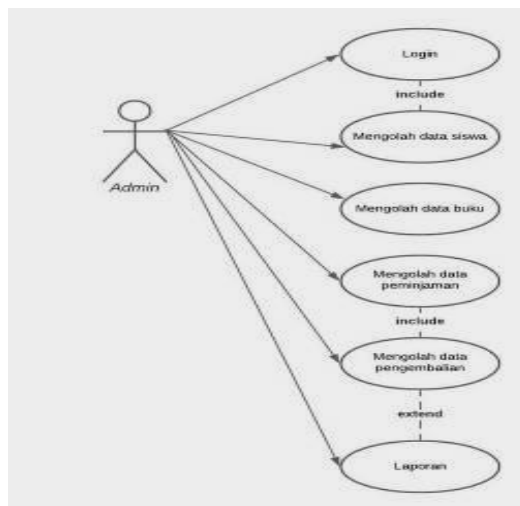 Login
include
Mengolah data siswa
Admin
Mengolah data buku
Mengolah data
peminjaman
include
Mengolah data
pengembalian
extend
Laporan